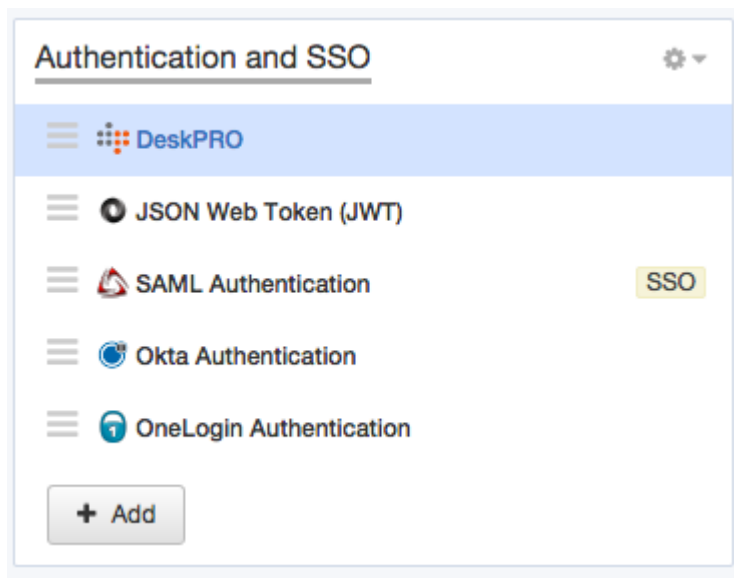 Authentication and SSO
DeskPRO
JSON Web Token (JWT)
SAML Authentication SSO
Okta Authentication
OneLogin Authentication
+ Add